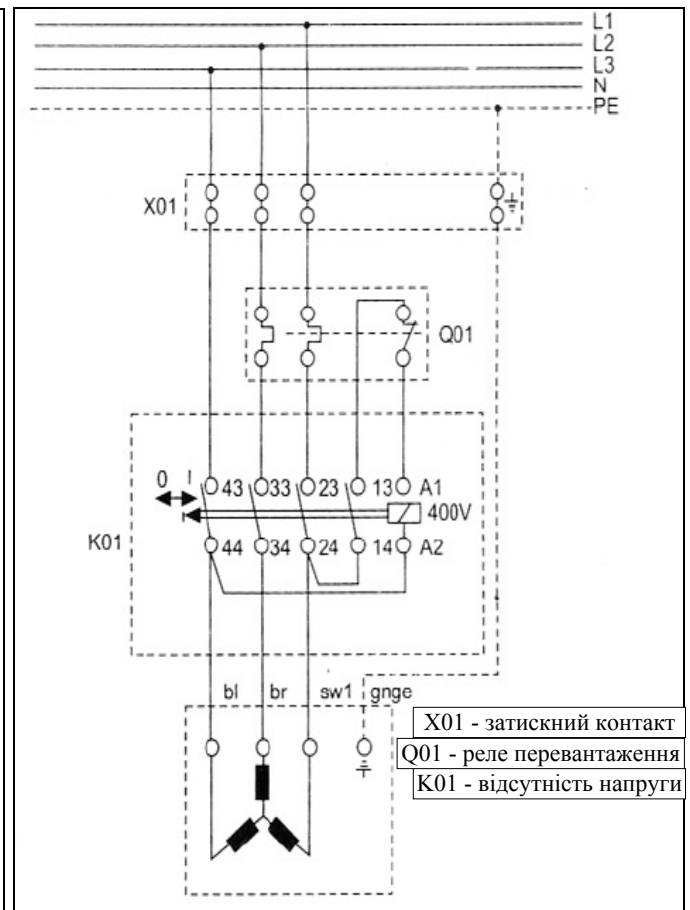 L1
L2
L3
N
PE
X01
Q01
0 I 43 33 23 13 A1
400V
K01
44 34 24 14 A2
bl br sw1 gnge
X01 - затискний контакт
Q01 - реле перевантаження
K01 - відсутність напруги